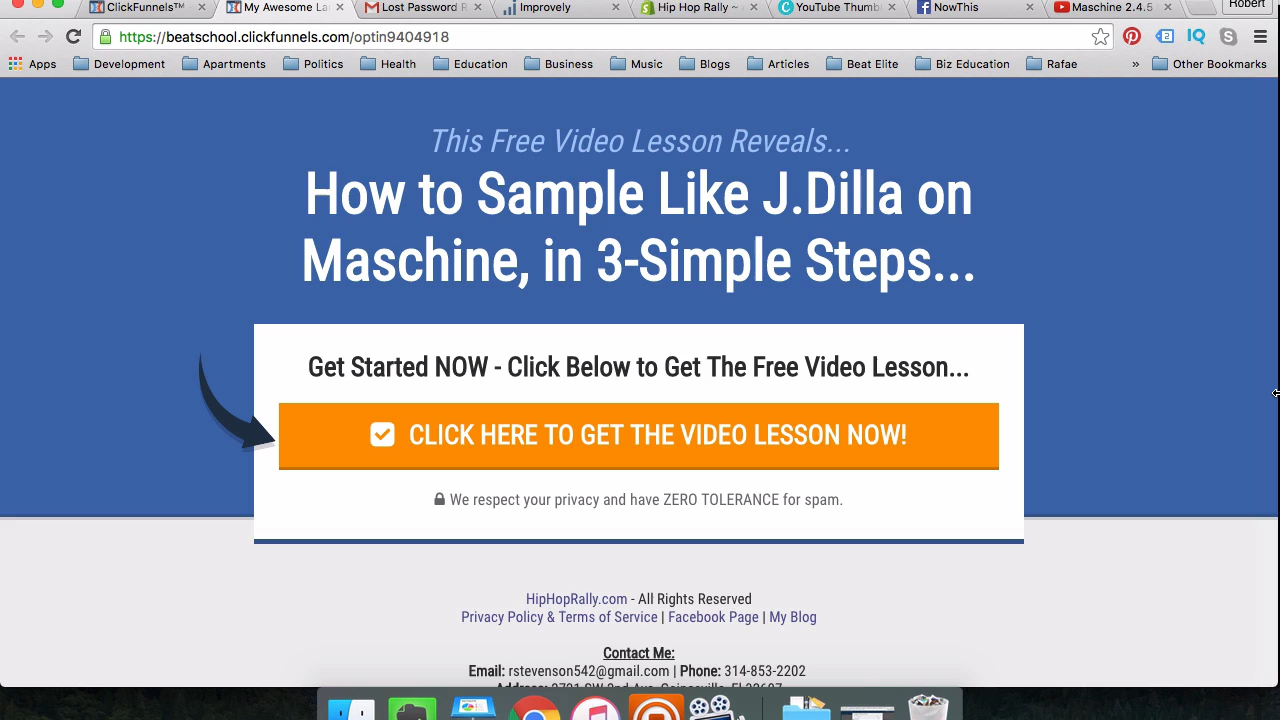 ClickFunnels™
My Awesome La
Lost Password R
Improvely
Hip Hop Rally ~
YouTube Thumb
NowThis
Maschine 2.4.5
Robert
https://beatschool.clickfunnels.com/optin9404918
2
IQ
Apps
Development
Apartments
Politics
Health
Education
Business
Music
Blogs
Articles
Beat Elite
Biz Education
Rafae
»
Other Bookmarks
This Free Video Lesson Reveals...
How to Sample Like J.Dilla on
Maschine, in 3-Simple Steps...
Get Started NOW - Click Below to Get The Free Video Lesson...
CLICK HERE TO GET THE VIDEO LESSON NOW!
We respect your privacy and have ZERO TOLERANCE for spam.
HipHopRally.com - All Rights Reserved
Privacy Policy & Terms of Service | Facebook Page | My Blog
Contact Me:
Email: rstevenson542@gmail.com | Phone: 314-853-2202